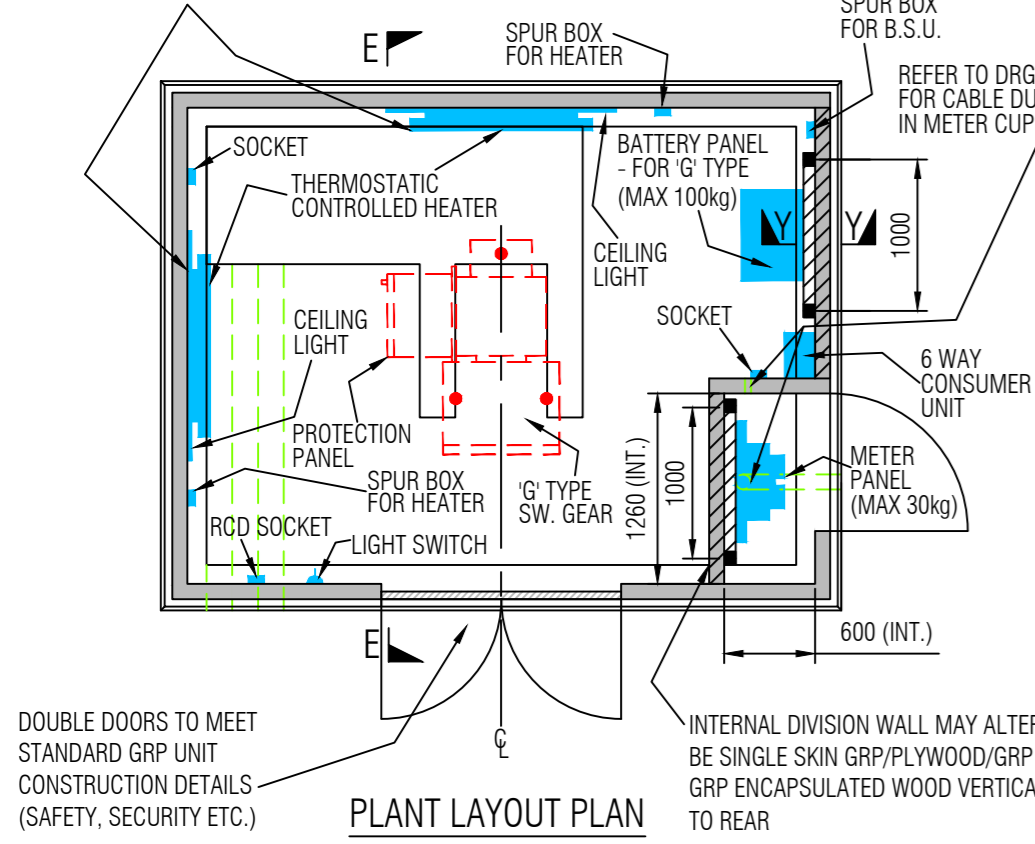 SPUR BOX
FOR B.S.U.
E
SPUR BOX
FOR HEATER
REFER TO DRG
FOR CABLE DU
IN METER CUP
SOCKET
THERMOSTATIC
CONTROLLED HEATER
BATTERY PANEL
- FOR 'G' TYPE
(MAX 100kg)
Y
Y
1000
CEILING
LIGHT
CEILING
LIGHT
SOCKET
6 WAY
CONSUMER
UNIT
PROTECTION
PANEL
SPUR BOX
FOR HEATER
'G' TYPE
SW. GEAR
1260 (INT.)
1000
METER
PANEL
(MAX 30kg)
RCD SOCKET
LIGHT SWITCH
E
600 (INT.)
DOUBLE DOORS TO MEET
STANDARD GRP UNIT
CONSTRUCTION DETAILS
(SAFETY, SECURITY ETC.)
℄
INTERNAL DIVISION WALL MAY ALTER
BE SINGLE SKIN GRP/PLYWOOD/GRP
GRP ENCAPSULATED WOOD VERTICA
TO REAR
PLANT LAYOUT PLAN